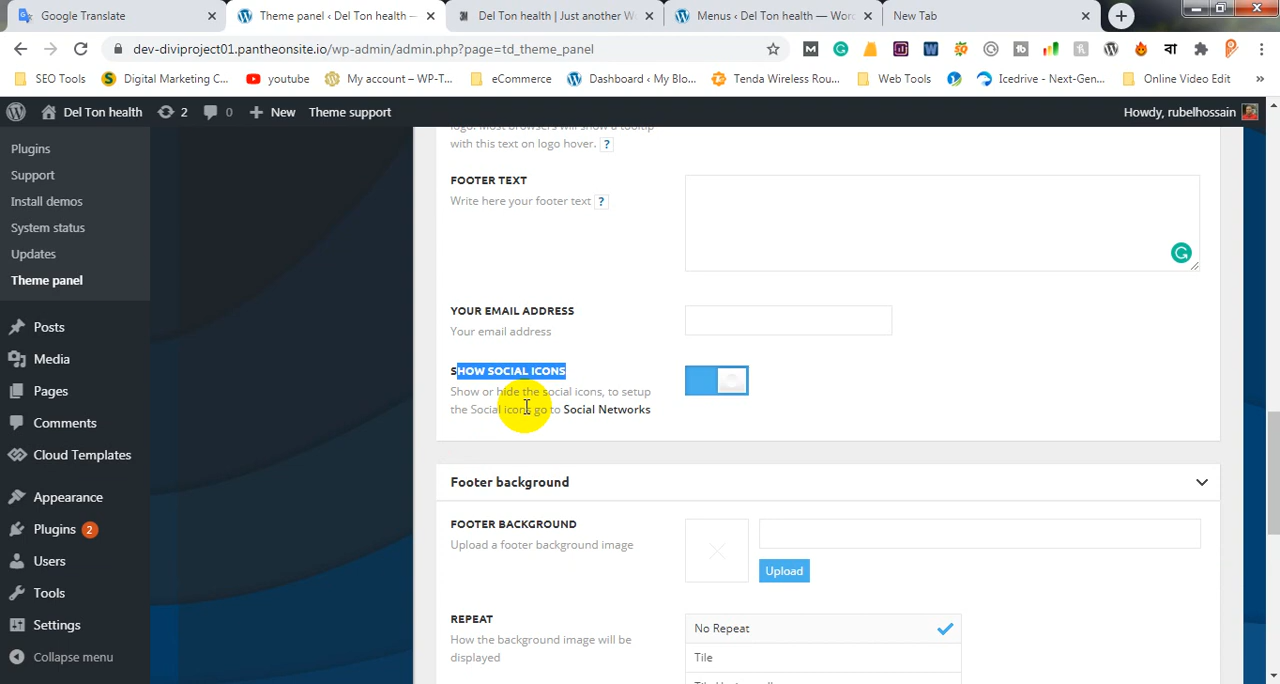 Google Translate
Theme panel ‹ Del Ton health —
Del Ton health | Just another W
Menus ‹ Del Ton health — Wor
New Tab
dev-diviproject01.pantheonsite.io/wp-admin/admin.php?page=td_theme_panel
SEO Tools
Digital Marketing C...
youtube
My account – WP-T...
eCommerce
Dashboard ‹ My Blo...
Tenda Wireless Rou...
Web Tools
Icedrive - Next-Gen...
Online Video Edit
Del Ton health
2
0
New
Theme support
Howdy, rubelhossain
Plugins
Support
Install demos
System status
Updates
Theme panel
Posts
Media
Pages
Comments
Cloud Templates
Appearance
Plugins 2
Users
Tools
Settings
Collapse menu
logo. Most browsers will show a tooltip
with this text on logo hover. ?
FOOTER TEXT
Write here your footer text ?
YOUR EMAIL ADDRESS
Your email address
SHOW SOCIAL ICONS
Show or hide the social icons, to setup
the Social icons go to Social Networks
Footer background
FOOTER BACKGROUND
Upload a footer background image
Upload
REPEAT
How the background image will be
displayed
No Repeat
Tile